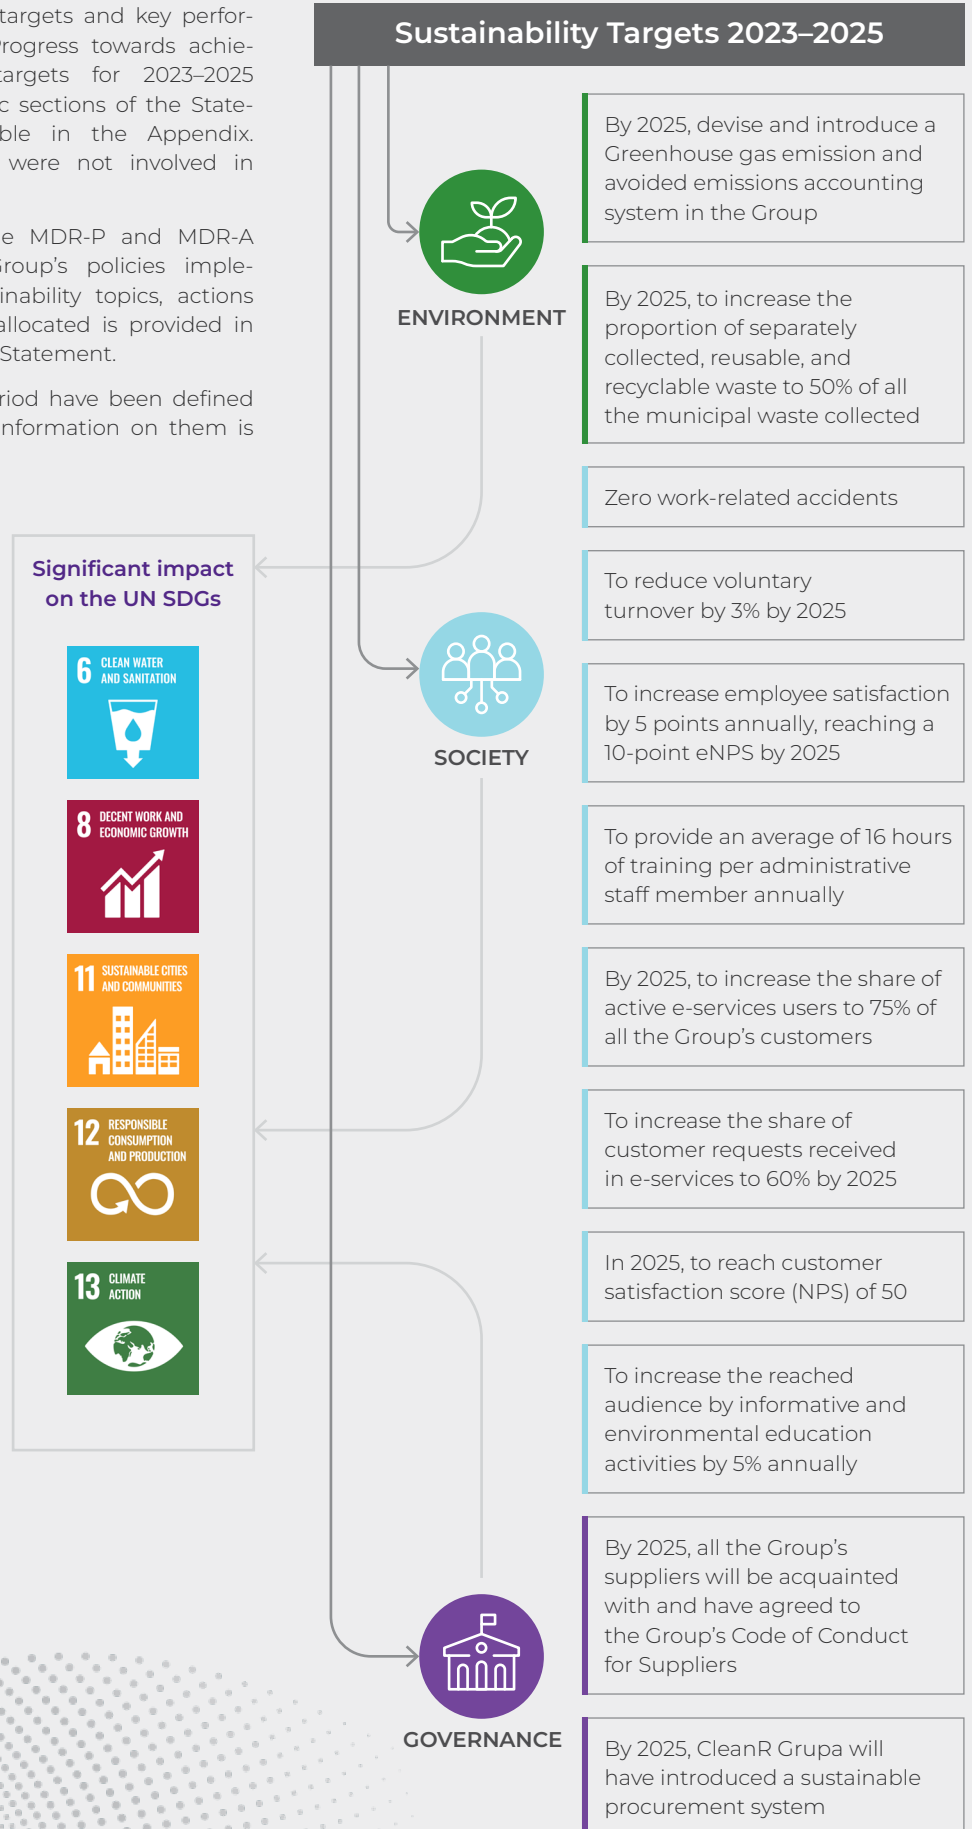 targets and key perfor-
Progress towards achie-
targets for 2023–2025
c sections of the State-
ble in the Appendix.
were not involved in
e MDR-P and MDR-A
Group's policies imple-
inability topics, actions
allocated is provided in
Statement.
riod have been defined
information on them is
Sustainability Targets 2023–2025
ENVIRONMENT
By 2025, devise and introduce a
Greenhouse gas emission and
avoided emissions accounting
system in the Group
By 2025, to increase the
proportion of separately
collected, reusable, and
recyclable waste to 50% of all
the municipal waste collected
SOCIETY
Zero work-related accidents
To reduce voluntary
turnover by 3% by 2025
To increase employee satisfaction
by 5 points annually, reaching a
10-point eNPS by 2025
To provide an average of 16 hours
of training per administrative
staff member annually
By 2025, to increase the share of
active e-services users to 75% of
all the Group's customers
To increase the share of
customer requests received
in e-services to 60% by 2025
In 2025, to reach customer
satisfaction score (NPS) of 50
To increase the reached
audience by informative and
environmental education
activities by 5% annually
GOVERNANCE
By 2025, all the Group's
suppliers will be acquainted
with and have agreed to
the Group's Code of Conduct
for Suppliers
By 2025, CleanR Grupa will
have introduced a sustainable
procurement system
Significant impact
on the UN SDGs
6 CLEAN WATER
AND SANITATION
8 DECENT WORK AND
ECONOMIC GROWTH
11 SUSTAINABLE CITIES
AND COMMUNITIES
12 RESPONSIBLE
CONSUMPTION
AND PRODUCTION
13 CLIMATE
ACTION